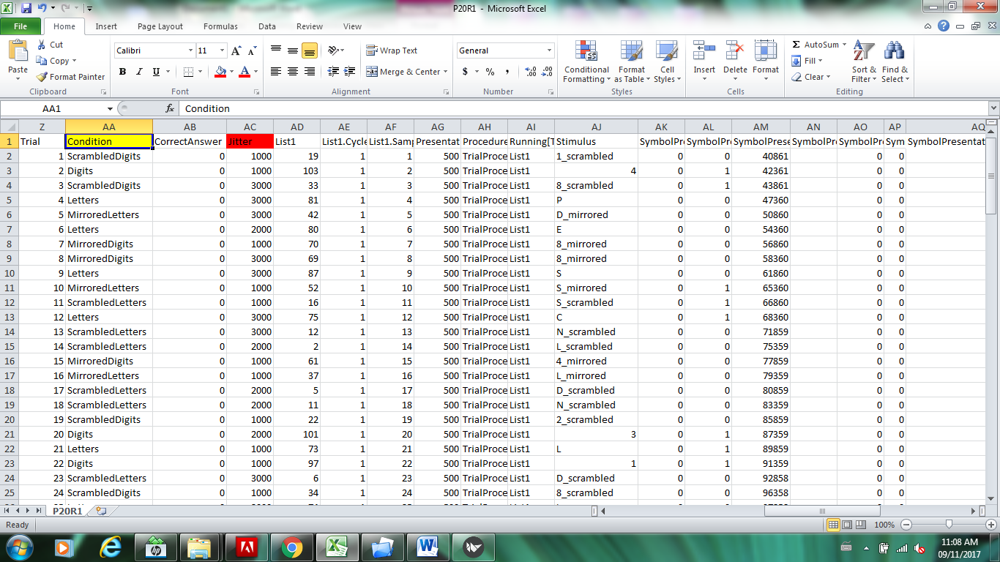 P20R1 - Microsoft Excel
File Home Insert Page Layout Formulas Data Review View
Paste Cut Copy Format Painter Clipboard
Calibri 11 B I U Font
Wrap Text Merge & Center Alignment
General $ % , Number
Conditional Formatting Format as Table Cell Styles Styles
Insert Delete Format Cells
AutoSum Fill Clear Sort & Filter Find & Select Editing
AA1 fx Condition
Z AA AB AC AD AE AF AG AH AI AJ AK AL AM AN AO AP AQ
1 Trial Condition CorrectAnswer Jitter List1 List1.Cycle List1.Samp Presentat Procedure Running[T Stimulus SymbolPre SymbolPre SymbolPrese SymbolPre SymbolPre Sym SymbolPresentat
2 1 ScrambledDigits 0 1000 19 1 1 500 TrialProce List1 1_scrambled 0 0 40861 0 0
3 2 Digits 0 1000 103 1 2 500 TrialProce List1 4 0 1 42361 0 0
4 3 ScrambledDigits 0 3000 33 1 3 500 TrialProce List1 8_scrambled 0 1 43861 0 0
5 4 Letters 0 3000 81 1 4 500 TrialProce List1 P 0 0 47360 0 0
6 5 MirroredLetters 0 3000 42 1 5 500 TrialProce List1 D_mirrored 0 0 50860 0 0
7 6 Letters 0 2000 80 1 6 500 TrialProce List1 E 0 0 54360 0 0
8 7 MirroredDigits 0 1000 70 1 7 500 TrialProce List1 8_mirrored 0 0 56860 0 0
9 8 MirroredDigits 0 3000 69 1 8 500 TrialProce List1 8_mirrored 0 0 58360 0 0
10 9 Letters 0 3000 87 1 9 500 TrialProce List1 S 0 0 61860 0 0
11 10 MirroredLetters 0 1000 52 1 10 500 TrialProce List1 S_mirrored 0 1 65360 0 0
12 11 ScrambledLetters 0 1000 16 1 11 500 TrialProce List1 S_scrambled 0 1 66860 0 0
13 12 Letters 0 3000 75 1 12 500 TrialProce List1 C 0 1 68360 0 0
14 13 ScrambledLetters 0 3000 12 1 13 500 TrialProce List1 N_scrambled 0 0 71859 0 0
15 14 ScrambledLetters 0 2000 2 1 14 500 TrialProce List1 L_scrambled 0 0 75359 0 0
16 15 MirroredDigits 0 1000 61 1 15 500 TrialProce List1 4_mirrored 0 0 77859 0 0
17 16 MirroredLetters 0 1000 37 1 16 500 TrialProce List1 L_mirrored 0 0 79359 0 0
18 17 ScrambledLetters 0 2000 5 1 17 500 TrialProce List1 D_scrambled 0 0 80859 0 0
19 18 ScrambledLetters 0 2000 11 1 18 500 TrialProce List1 N_scrambled 0 0 83359 0 0
20 19 ScrambledDigits 0 1000 22 1 19 500 TrialProce List1 2_scrambled 0 0 85859 0 0
21 20 Digits 0 2000 101 1 20 500 TrialProce List1 3 0 1 87359 0 0
22 21 Letters 0 1000 73 1 21 500 TrialProce List1 L 0 1 89859 0 0
23 22 Digits 0 1000 97 1 22 500 TrialProce List1 1 0 1 91359 0 0
24 23 ScrambledLetters 0 3000 6 1 23 500 TrialProce List1 D_scrambled 0 0 92858 0 0
25 24 ScrambledDigits 0 1000 34 1 24 500 TrialProce List1 8_scrambled 0 0 96358 0 0
P20R1
Ready 100%
11:08 AM
09/11/2017